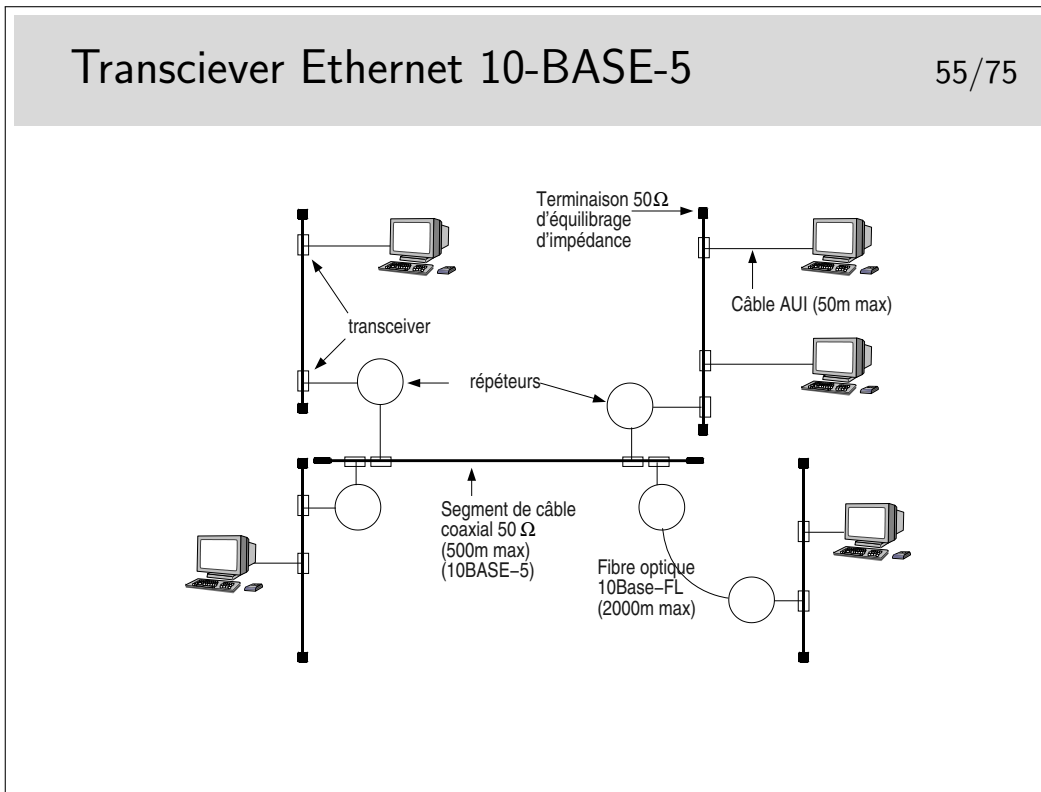 Transciever Ethernet 10-BASE-5 55/75
Terminaison 50Ω
d'équilibrage
d'impédance
Câble AUI (50m max)
transceiver
répéteurs
Segment de câble
coaxial 50 Ω
(500m max)
(10BASE−5)
Fibre optique
10Base−FL
(2000m max)